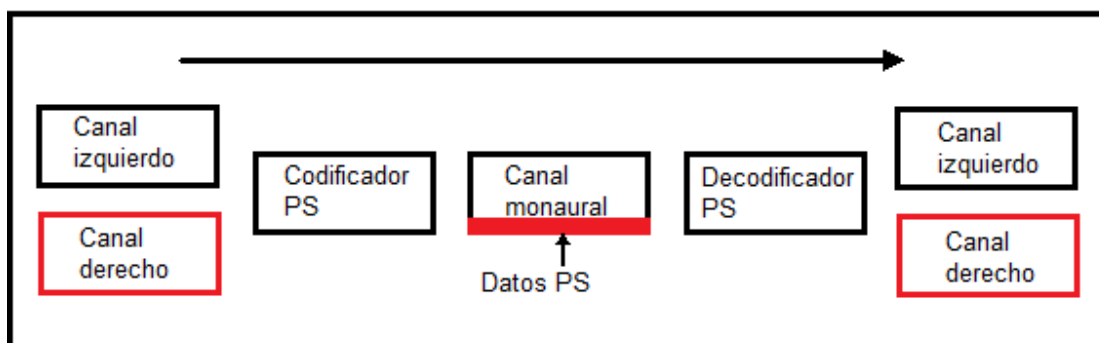 Canal
izquierdo
Canal
derecho
Codificador
PS
Canal
monaural
Datos PS
Decodificador
PS
Canal
izquierdo
Canal
derecho